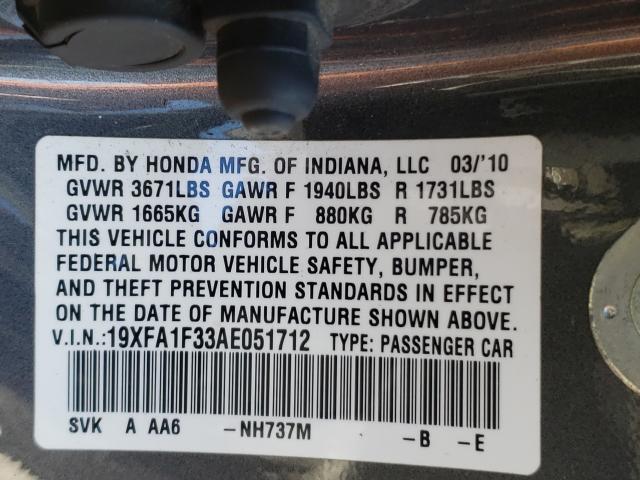 MFD. BY HONDA MFG. OF INDIANA, LLC 03/'10
GVWR 3671LBS GAWR F 1940LBS R 1731LBS
GVWR 1665KG GAWR F 880KG R 785KG
THIS VEHICLE CONFORMS TO ALL APPLICABLE
FEDERAL MOTOR VEHICLE SAFETY, BUMPER,
AND THEFT PREVENTION STANDARDS IN EFFECT
ON THE DATE OF MANUFACTURE SHOWN ABOVE.
V.I.N.:19XFA1F33AE051712 TYPE: PASSENGER CAR
SVK A AA6 –NH737M –B –E